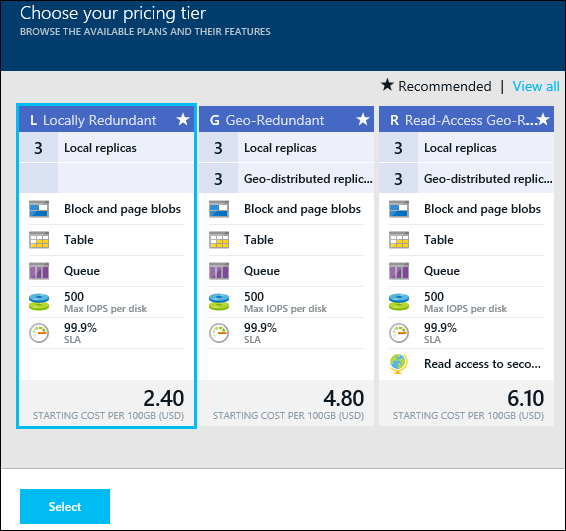 Choose your pricing tier
BROWSE THE AVAILABLE PLANS AND THEIR FEATURES
★ Recommended | View all
L Locally Redundant ★
3 Local replicas
Block and page blobs
Table
Queue
500
Max IOPS per disk
99.9%
SLA
2.40
STARTING COST PER 100GB (USD)
G Geo-Redundant ★
3 Local replicas
3 Geo-distributed replic...
Block and page blobs
Table
Queue
500
Max IOPS per disk
99.9%
SLA
4.80
STARTING COST PER 100GB (USD)
R Read-Access Geo-R...★
3 Local replicas
3 Geo-distributed replic...
Block and page blobs
Table
Queue
500
Max IOPS per disk
99.9%
SLA
Read access to seco...
6.10
STARTING COST PER 100GB (USD)
Select